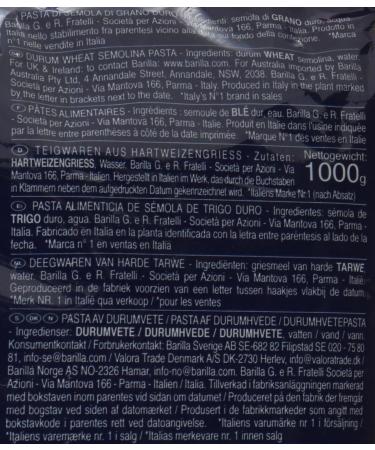 PASTA DI SEMOLA DI GRANO DURO - Ingredienti: semola di GRANO duro, acqua.
Barilla G. e R. Fratelli - Società per Azioni - Via Mantova 166, Parma - Italia. Prodotto in
Italia nello stabilimento fra parentesi vicino alla data sul fondo della confezione. *Marca
n°1 nelle vendite in Italia
DURUM WHEAT SEMOLINA PASTA - Ingredients: durum WHEAT semolina, water.
For UK & Ireland: to contact Barilla: www.barilla.com. For Australia imported by Barilla
Australia Pty Ltd, 4 Annandale Street, Annandale, NSW, 2038. Barilla G. e R. Fratelli -
Società per Azioni - Via Mantova 166, Parma - Italy. Produced in Italy in the plant marked
by the letter in brackets next to the date. *Italy's N°1 brand in sales
F PÂTES ALIMENTAIRES - Ingrédients: semoule de BLÉ dur, eau. Barilla G. e R. Fratelli
- Società per Azioni - Via Mantova 166, Parma - Italie. Produit en Italie dans l'usine indiquée
par la lettre entre parenthèses à côté de la date imprimée. *Marque N°1 des ventes en Italie
D TEIGWAREN AUS HARTWEIZENGRIESS - Zutaten: Nettogewicht:
HARTWEIZENGRIESS, Wasser. Barilla G. e R. Fratelli - Società per Azioni - Via 1000g
Mantova 166, Parma - Italien. Hergestellt in Italien im Werk, das durch die Buchstaben
in Klammern neben dem aufgedruckten Datum gekennzeichnet wird. *Italiens Marke Nr.1 (nach Absatz)
E PASTA ALIMENTICIA DE SÉMOLA DE TRIGO DURO - Ingredientes: sémola de
TRIGO duro, agua. Barilla G. e R. Fratelli - Società per Azioni - Via Mantova 166, Parma -
Italia. Fabricado en Italia en la planta identificada con la letra entre paréntesis al lado de la
fecha. *Marca n° 1 en ventas en Italia
NL DEEGWAREN VAN HARDE TARWE - Ingrediënten: griesmeel van harde TARWE
water. Barilla G. e R. Fratelli - Società per Azioni - Via Mantova 166, Parma - Italië.
Geproduceerd in de fabriek voorzien van een letter tussen haakjes vlakbij de datum.
*Merk NR. 1 in Italië qua verkoop / *pour les ventes
S DK N PASTA AV DURUMVETE / PASTA AF DURUMHVEDE / DURUMHVETEPASTA
- Ingredienser: DURUMVETE / DURUMHVEDE / DURUMHVETE, vatten / vand / vann.
Konsumentkontakt / Forbrukerkontakt: Barilla Sverige AB SE-682 82 Filipstad SE 020 - 75 80
81, info-se@barilla.com / Valora Trade Denmark A/S DK-2730 Herlev, info@valoratrade.dk /
Barilla Norge AS NO-2326 Hamar, info-no@barilla.com. Barilla G. e R. Fratelli Società per
Azioni - Via Mantova 166 - Parma - Italien / Italia. Tillverkad i fabriksanläggningen markerad
med bokstaven inom parentes vid sidan om datumet / Produceret på den fabrik der fremgår
med bogstav ved siden af datomærket / Produsert i de fabrikkmarkeder som angitt med
bokstavkode i parentes rett ved datoangivelse. *Italiens varumärke nr. 1 i försäljning /
*Italiens varemærke nr. 1 i salg / *Italias merkevare nr. 1 innen salg